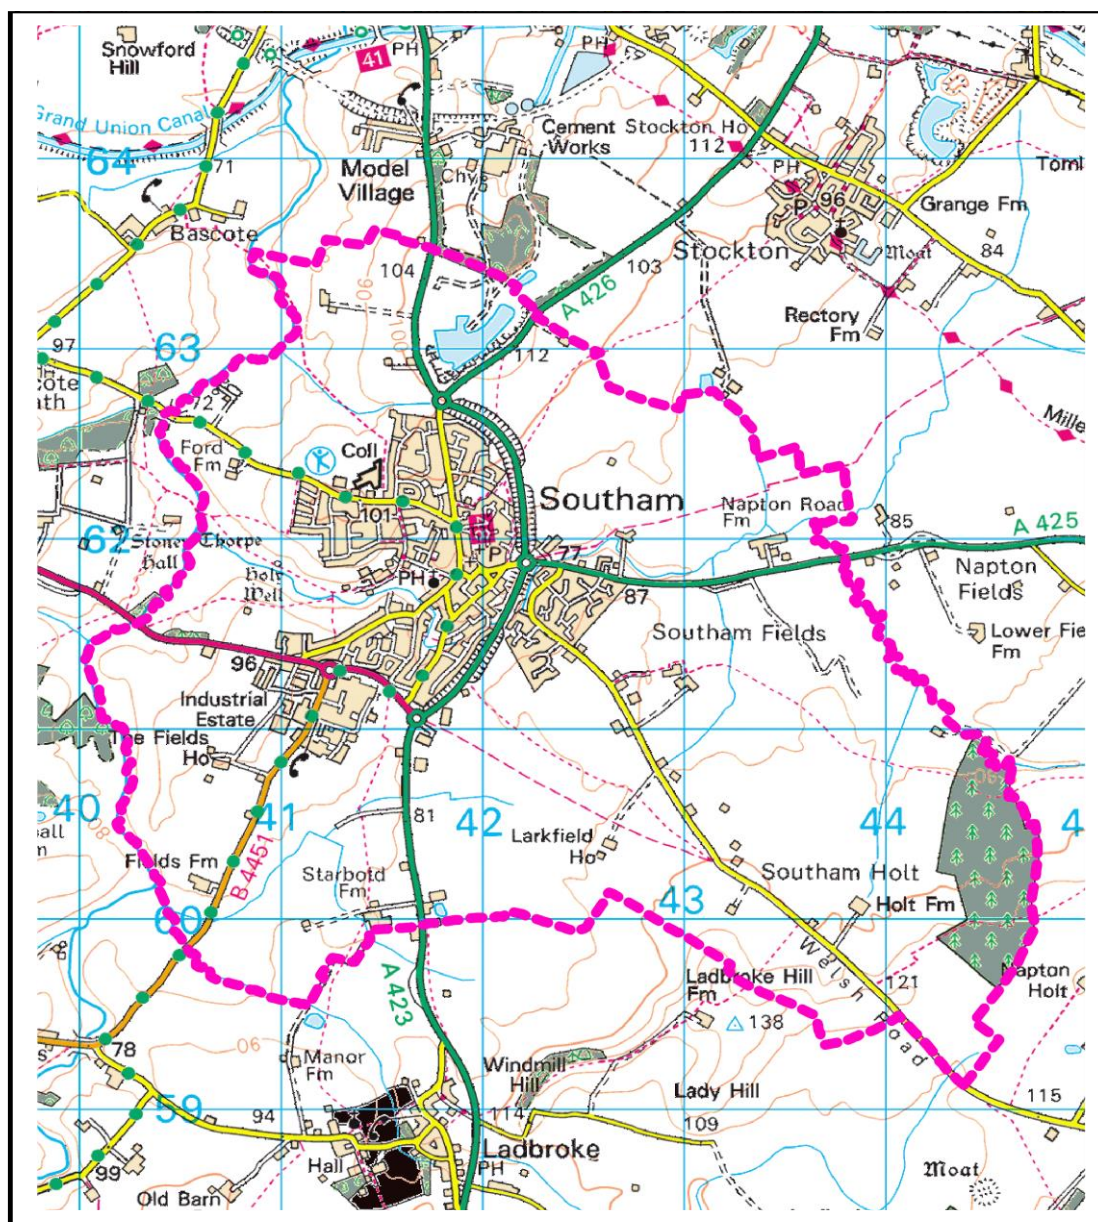 Snowford
Hill
PH
41
PH
Grand Union Canal
Cement
Works
Stockton Ho
112
64
71
Model
Village
Chys
PH
P
96
Grange Fm
Bascote
104
103
Stockton
Moat
84
A 426
Rectory
Fm
97
63
112
72
Ford
Fm
Coll
Southam
101
Napton Road
Fm
85
A 425
62
Stoney Thorpe
Hall
Holy
Well
PH
P
77
87
Napton
Fields
Southam Fields
Lower Fie
Fm
96
Industrial
Estate
The Fields
Ho
40
41
81
42
Larkfield
Ho
44
Fields Fm
B 4451
Starbold
Fm
Southam Holt
Holt Fm
60
43
Welsh
Road
A 423
Ladbroke Hill
Fm
121
Napton
Holt
138
78
90
Manor
Fm
Windmill
Hill
Lady Hill
59
94
114
109
115
Ladbroke
99
Hall
PH
Old Barn
Moat